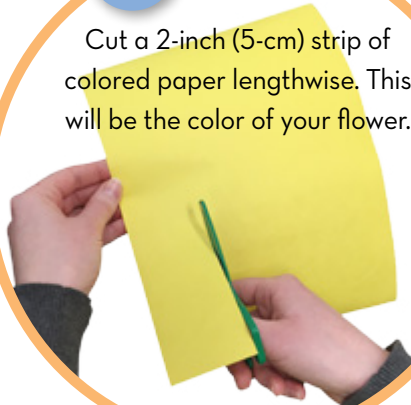 Cut a 2-inch (5-cm) strip of
colored paper lengthwise. This
will be the color of your flower.